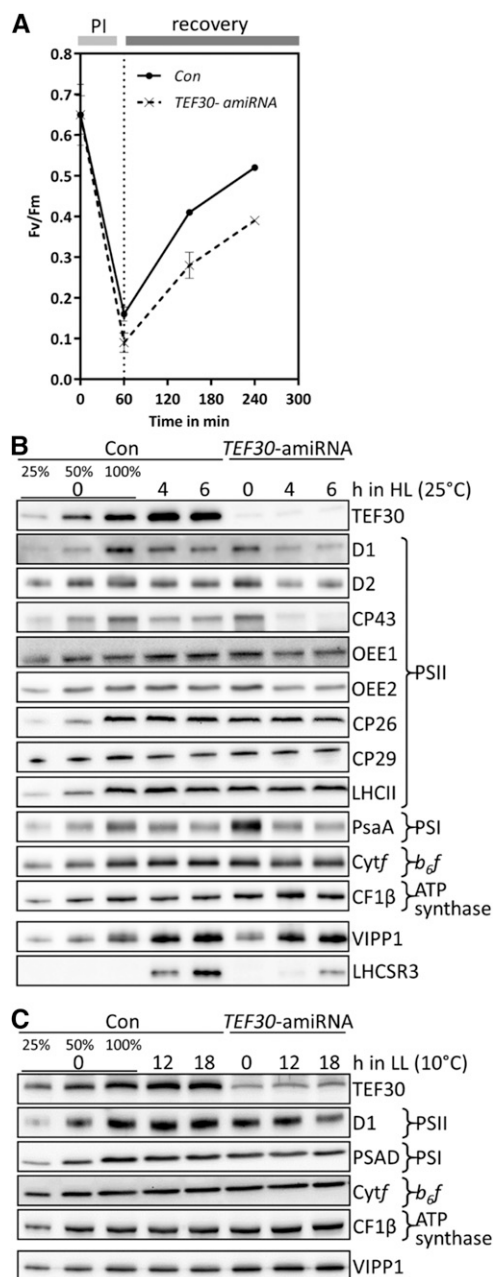 A
PI recovery
0.8
0.7
0.6
0.5
0.4
0.3
0.2
0.1
0.0
Fv/Fm
Con
TEF30- amiRNA
0 60 120 180 240 300
Time in min
B
Con TEF30-amiRNA
25% 50% 100%
0 4 6 0 4 6 h in HL (25°C)
TEF30
D1
D2
CP43
OEE1
OEE2
CP26
CP29
LHCII
PSII
PsaA PSI
Cytf b6f
CF1β ATP synthase
VIPP1
LHCSR3
C
Con TEF30-amiRNA
25% 50% 100%
0 12 18 0 12 18 h in LL (10°C)
TEF30
D1 PSII
PSAD PSI
Cytf b6f
CF1β ATP synthase
VIPP1